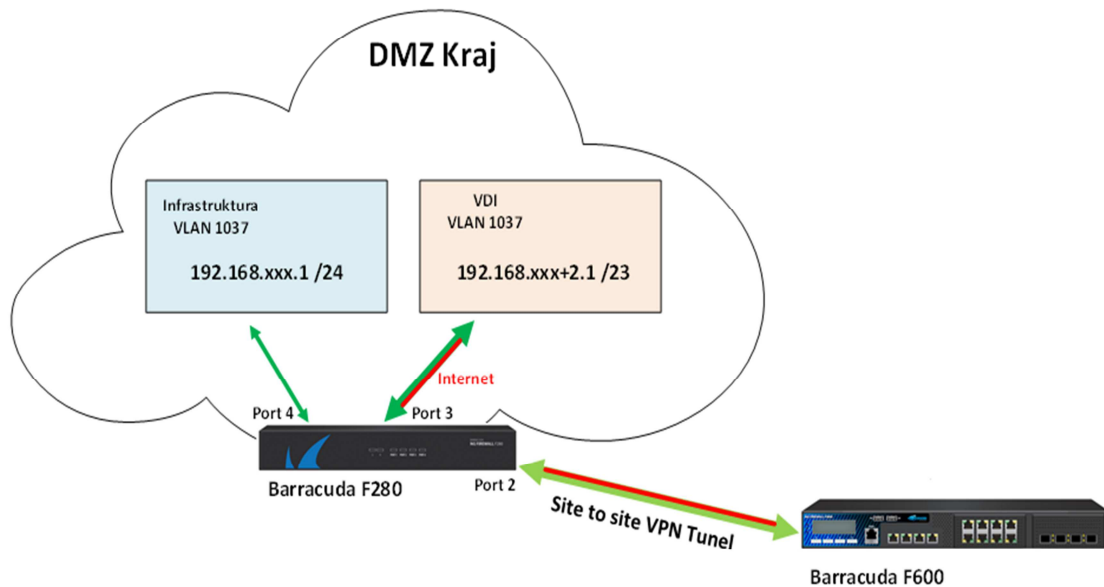 DMZ Kraj
Infrastruktura
VLAN 1037
192.168.xxx.1 /24
VDI
VLAN 1037
192.168.xxx+2.1 /23
Internet
Port 4
Port 3
Barracuda F280
Port 2
Site to site VPN Tunel
Barracuda F600